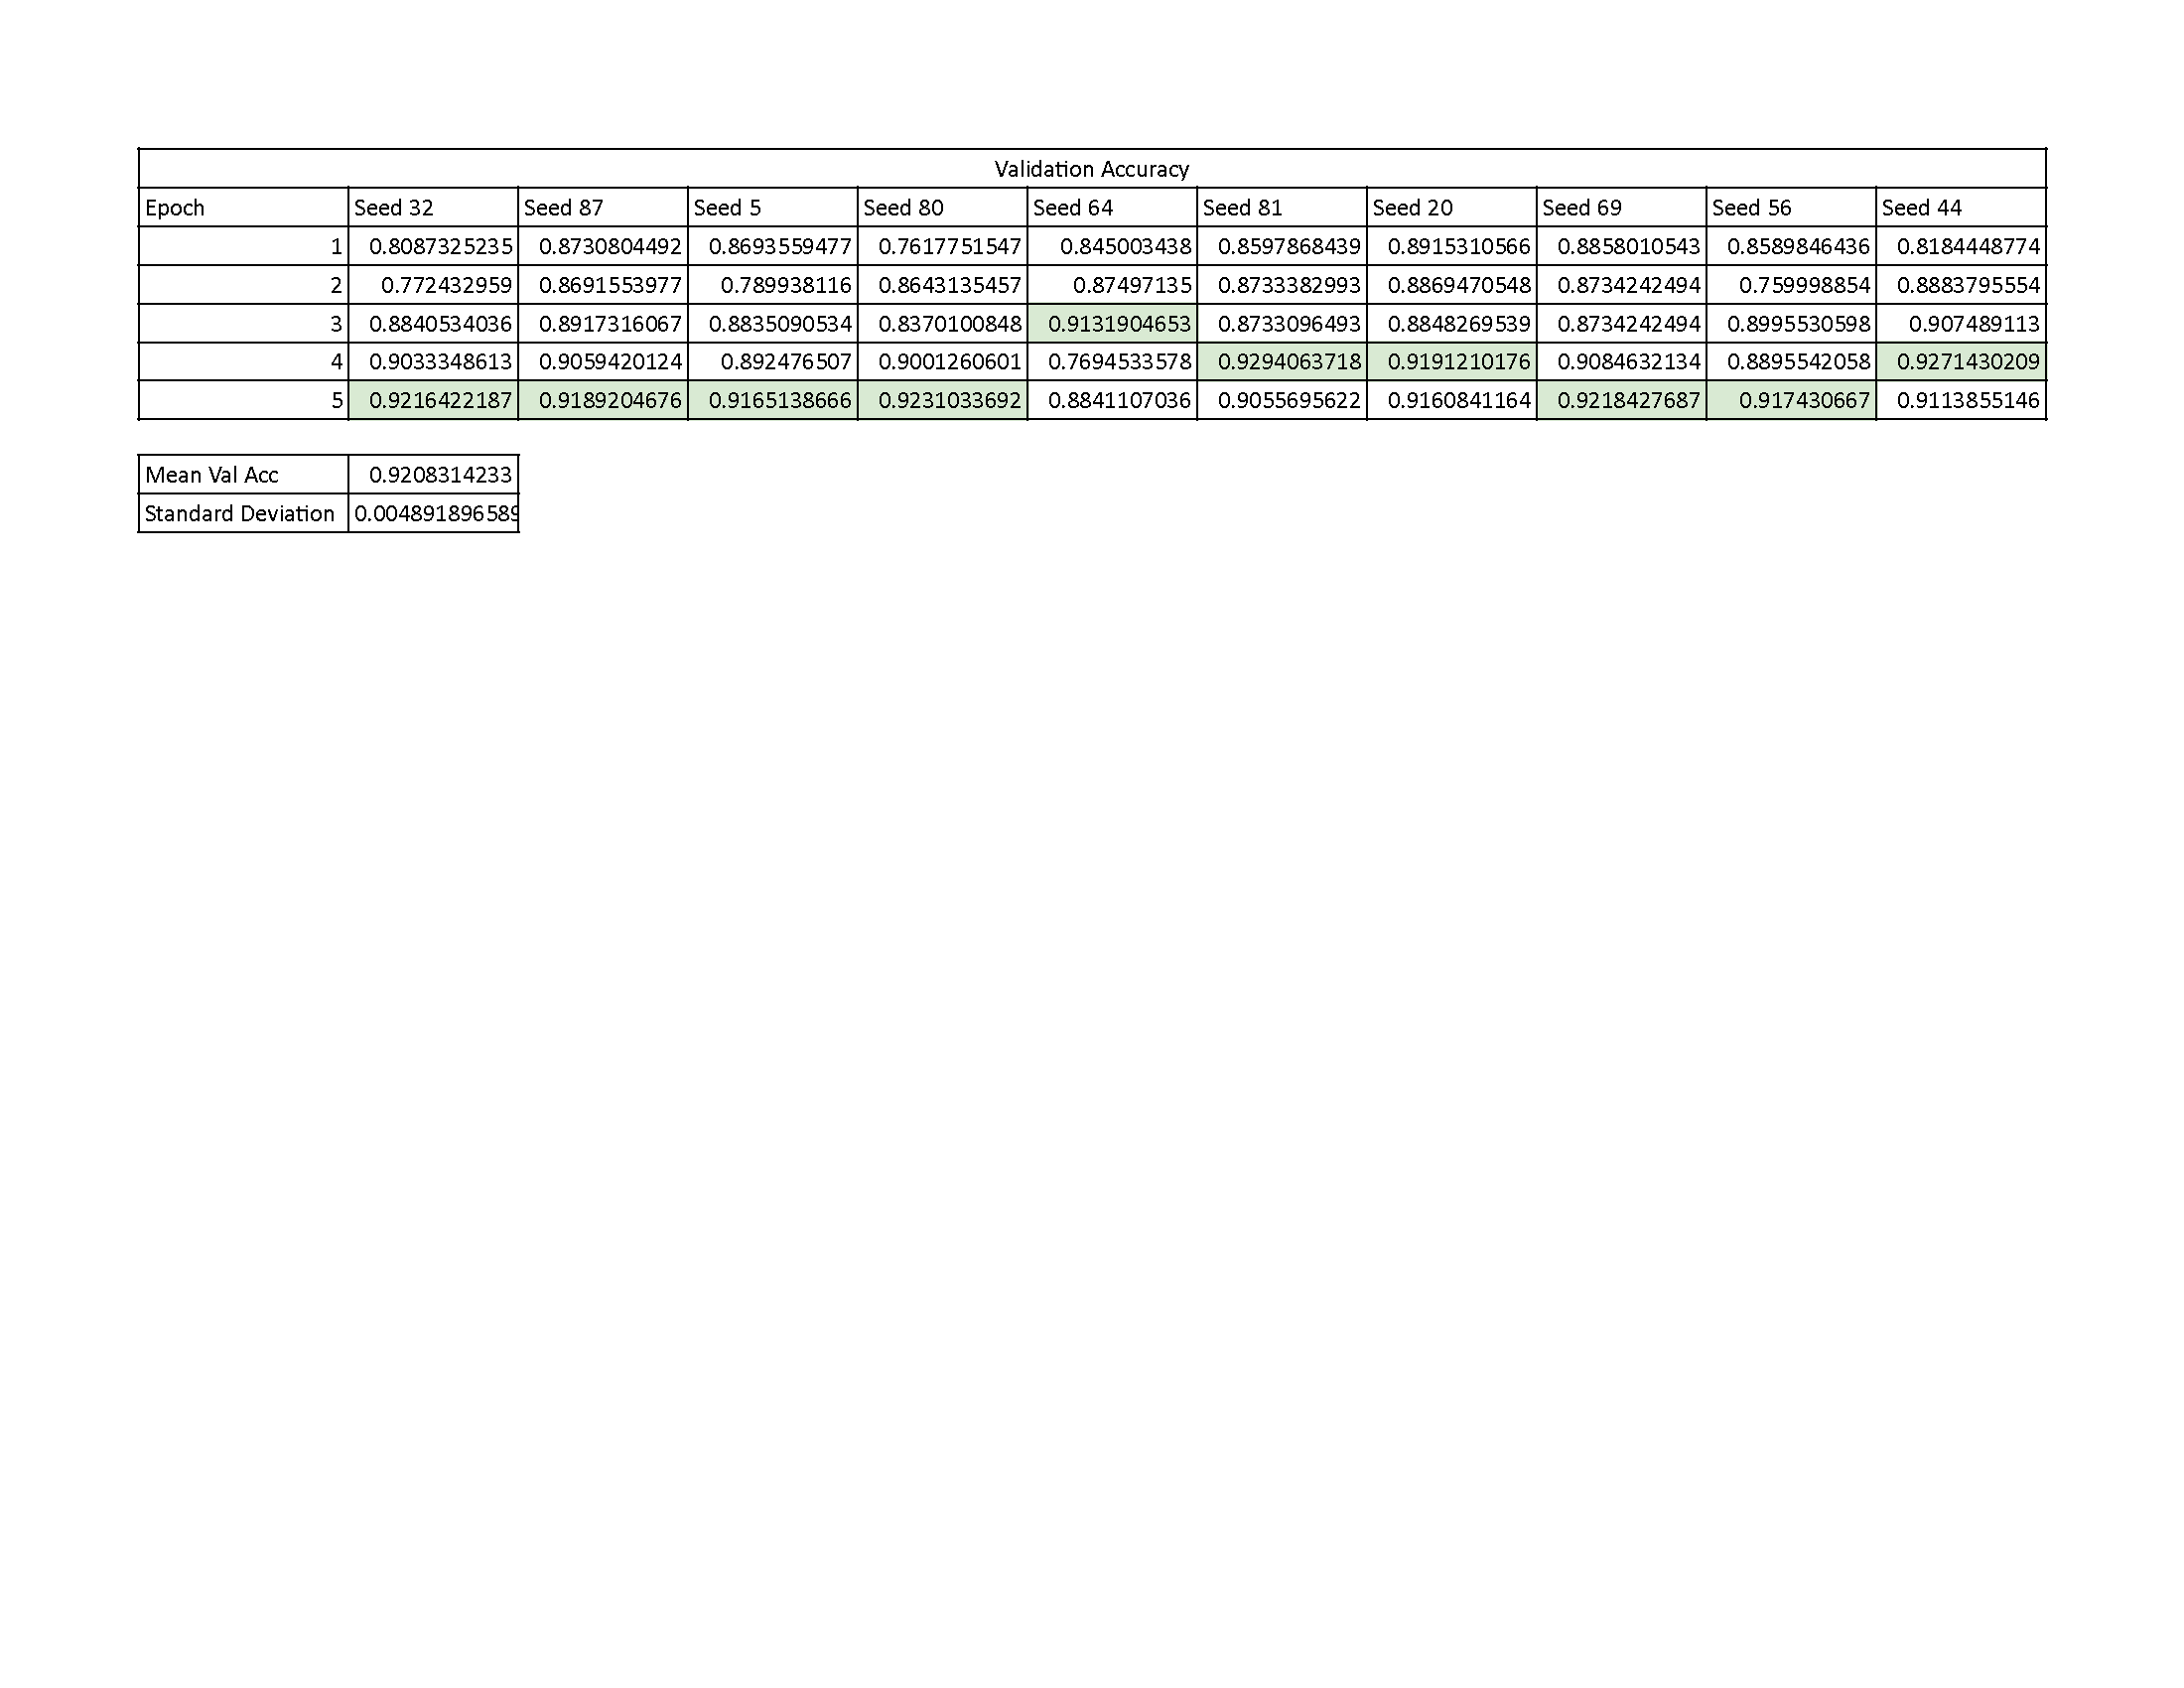 Validation Accuracy
Epoch Seed 32 Seed 87 Seed 5 Seed 80 Seed 64 Seed 81 Seed 20 Seed 69 Seed 56 Seed 44
1 0.8087325235 0.8730804492 0.8693559477 0.7617751547 0.845003438 0.8597868439 0.8915310566 0.8858010543 0.8589846436 0.8184448774
2 0.772432959 0.8691553977 0.789938116 0.8643135457 0.87497135 0.8733382993 0.8869470548 0.8734242494 0.759998854 0.8883795554
3 0.8840534036 0.8917316067 0.8835090534 0.8370100848 0.9131904653 0.8733096493 0.8848269539 0.8734242494 0.8995530598 0.907489113
4 0.9033348613 0.9059420124 0.892476507 0.9001260601 0.7694533578 0.9294063718 0.9191210176 0.9084632134 0.8895542058 0.9271430209
5 0.9216422187 0.9189204676 0.9165138666 0.9231033692 0.8841107036 0.9055695622 0.9160841164 0.9218427687 0.917430667 0.9113855146
Mean Val Acc 0.9208314233
Standard Deviation 0.004891896589